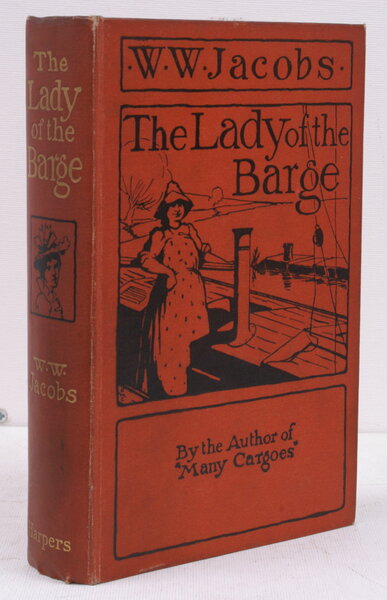 The
Lady
of the
Barge
W.W.
Jacobs
Harpers
·W·W·Jacobs·
The Lady of the
Barge
By the Author of
"Many Cargoes"